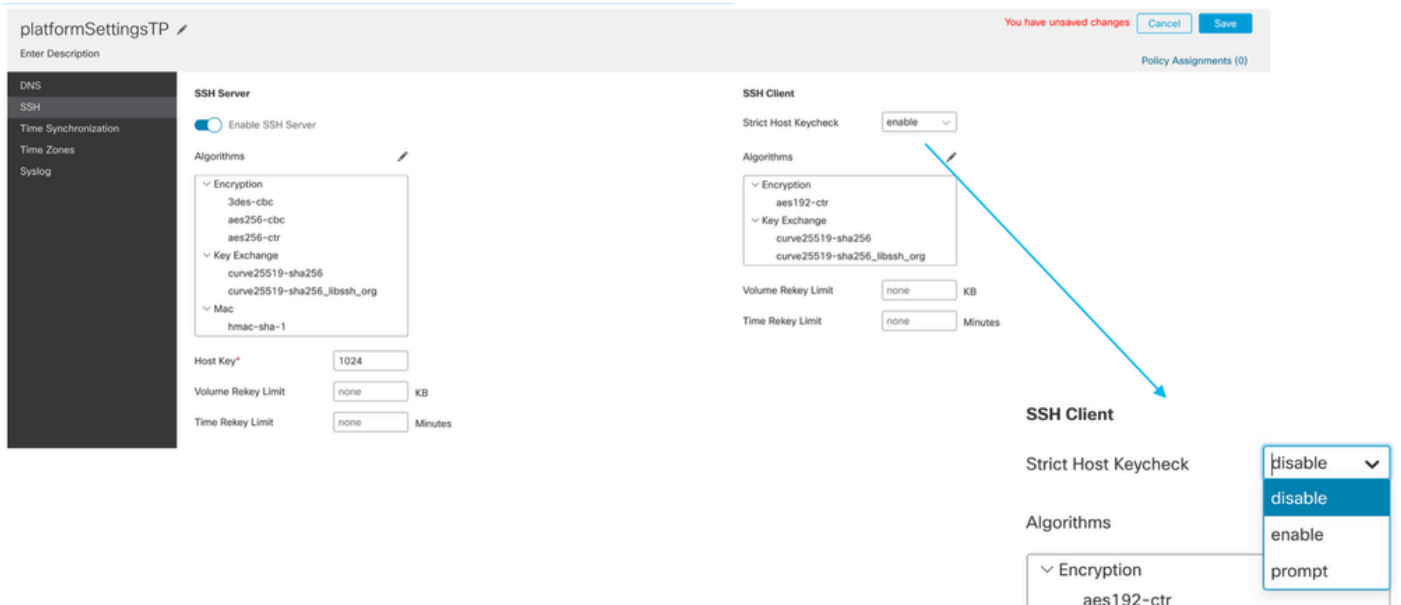 platformSettingsTP
You have unsaved changes Cancel Save
Enter Description
Policy Assignments (0)
DNS
SSH
Time Synchronization
Time Zones
Syslog
SSH Server
Enable SSH Server
Algorithms
Encryption
3des-cbc
aes256-cbc
aes256-ctr
Key Exchange
curve25519-sha256
curve25519-sha256_libssh_org
Mac
hmac-sha-1
Host Key* 1024
Volume Rekey Limit none KB
Time Rekey Limit none Minutes
SSH Client
Strict Host Keycheck enable
Algorithms
Encryption
aes192-ctr
Key Exchange
curve25519-sha256
curve25519-sha256_libssh_org
Volume Rekey Limit none KB
Time Rekey Limit none Minutes
SSH Client
Strict Host Keycheck disable
disable
enable
prompt
Algorithms
Encryption
aes192-ctr